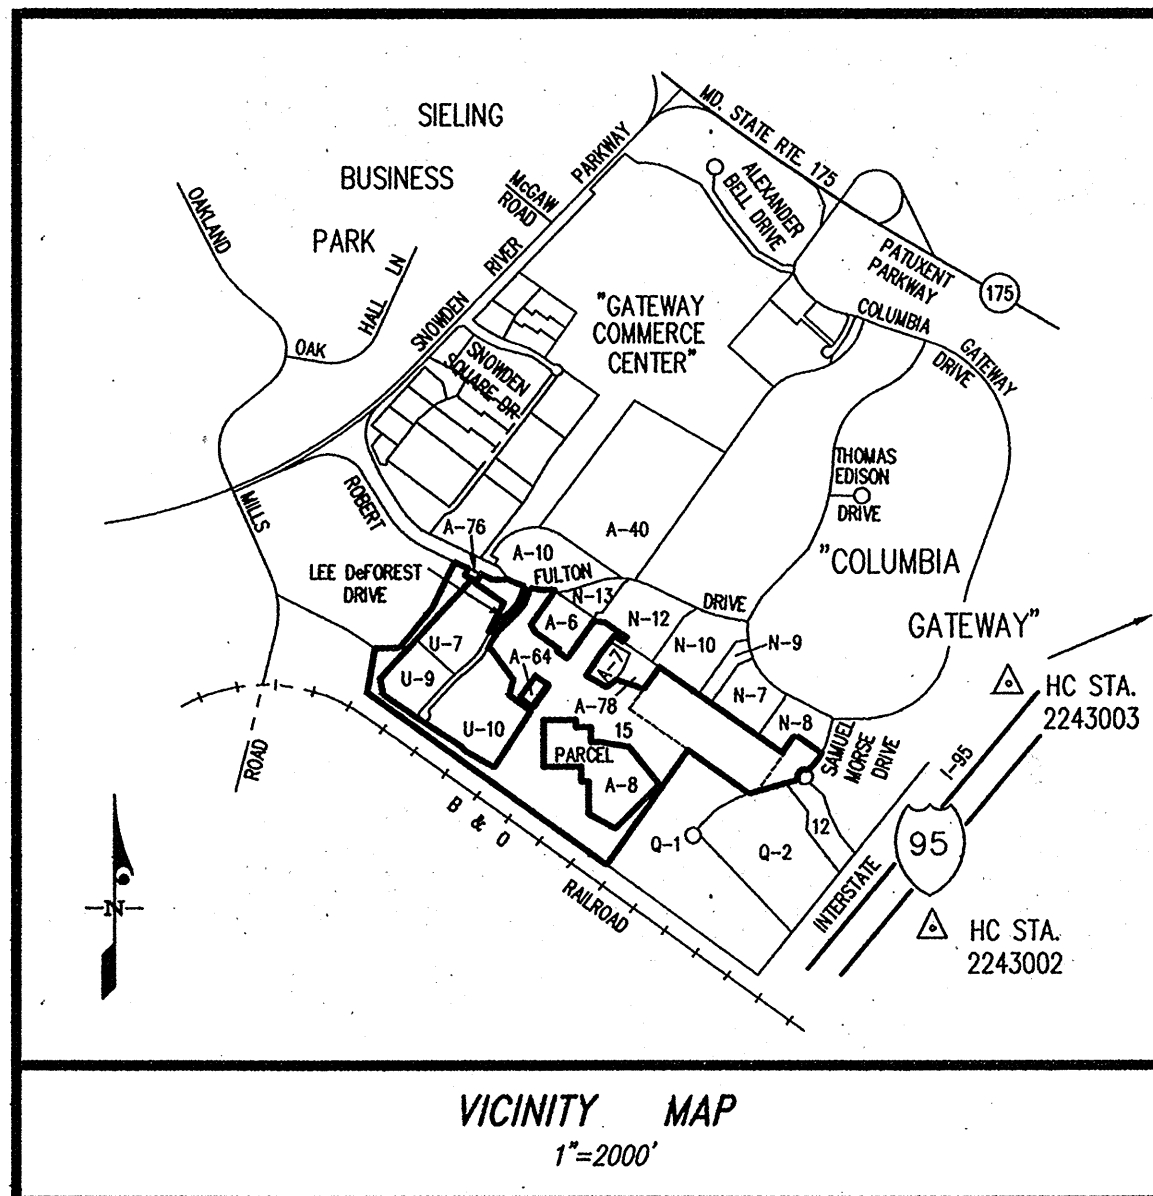 SIELING
BUSINESS
PARK
MD. STATE RTE. 175
PARKWAY
McGAW
ROAD
ALEXANDER
BELL DRIVE
OAKLAND
RIVER
PATUXENT
PARKWAY
175
HALL LN
SNOWDEN
"GATEWAY
COMMERCE
CENTER"
COLUMBIA
GATEWAY
DRIVE
OAK
SNOWDEN
SQUARE DR
THOMAS
EDISON
DRIVE
MILLS
ROBERT
A-76
A-40
A-10
"COLUMBIA
GATEWAY"
LEE DeFOREST
DRIVE
FULTON
DRIVE
N-13
A-6
N-12
N-10
N-9
U-7
A-64
A-7
U-9
N-7
A-78
N-8
HC STA.
2243003
U-10
15
PARCEL
A-8
SAMUEL
MORSE
DRIVE
I-95
ROAD
B & O
RAILROAD
Q-1
Q-2
12
INTERSTATE
95
N
HC STA.
2243002
VICINITY MAP
1"=2000'